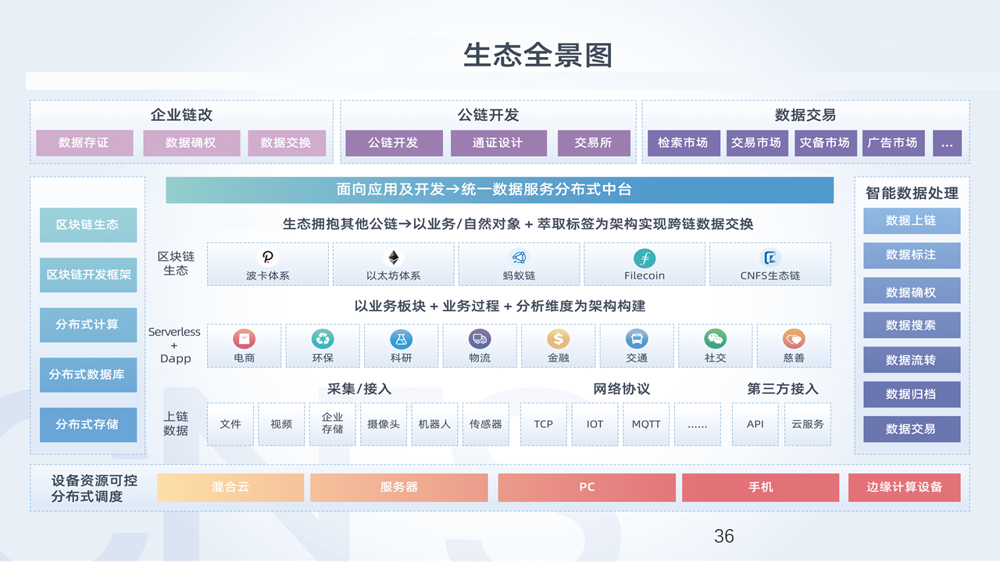 生态全景图
企业链改
数据存证
数据确权
数据交换
公链开发
公链开发
通证设计
交易所
数据交易
检索市场
交易市场
灾备市场
广告市场
...
区块链生态
区块链开发框架
分布式计算
分布式数据库
分布式存储
面向应用及开发→统一数据服务分布式中台
生态拥抱其他公链→以业务/自然对象 + 萃取标签为架构实现跨链数据交换
区块链
生态
波卡体系
以太坊体系
蚂蚁链
Filecoin
CNFS生态链
以业务板块 + 业务过程 + 分析维度为架构构建
Serverless
+
Dapp
电商
环保
科研
物流
金融
交通
社交
慈善
采集/接入
网络协议
第三方接入
上链
数据
文件
视频
企业
存储
摄像头
机器人
传感器
TCP
IOT
MQTT
......
API
云服务
智能数据处理
数据上链
数据标注
数据确权
数据搜索
数据流转
数据归档
数据交易
设备资源可控
分布式调度
混合云
服务器
PC
手机
边缘计算设备
CNFS
36